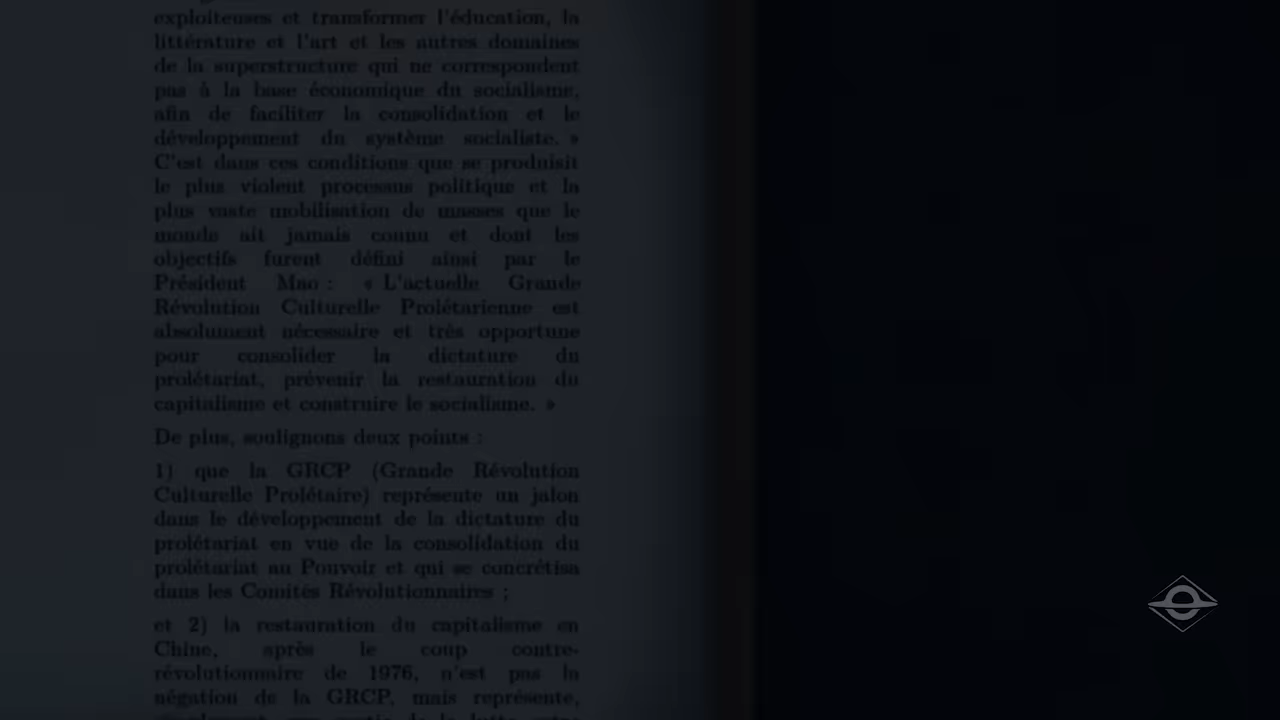 exploiteuses et transformer l'éducation, la
littérature et l'art et les autres domaines
de la superstructure qui ne correspondent
pas à la base économique du socialisme,
afin de faciliter la consolidation et le
développement du système socialiste. »
C'est dans ces conditions que se produisit
le plus violent processus politique et la
plus vaste mobilisation de masses que le
monde ait jamais connu et dont les
objectifs furent défini ainsi par le
Président Mao : « L'actuelle Grande
Révolution Culturelle Prolétarienne est
absolument nécessaire et très opportune
pour consolider la dictature du
prolétariat, prévenir la restauration du
capitalisme et construire le socialisme. »
De plus, soulignons deux points :
1) que la GRCP (Grande Révolution
Culturelle Prolétaire) représente un jalon
dans le développement de la dictature du
prolétariat en vue de la consolidation du
prolétariat au Pouvoir et qui se concrétisa
dans les Comités Révolutionnaires ;
et 2) la restauration du capitalisme en
Chine, après le coup contre-
révolutionnaire de 1976, n'est pas la
négation de la GRCP, mais représente,